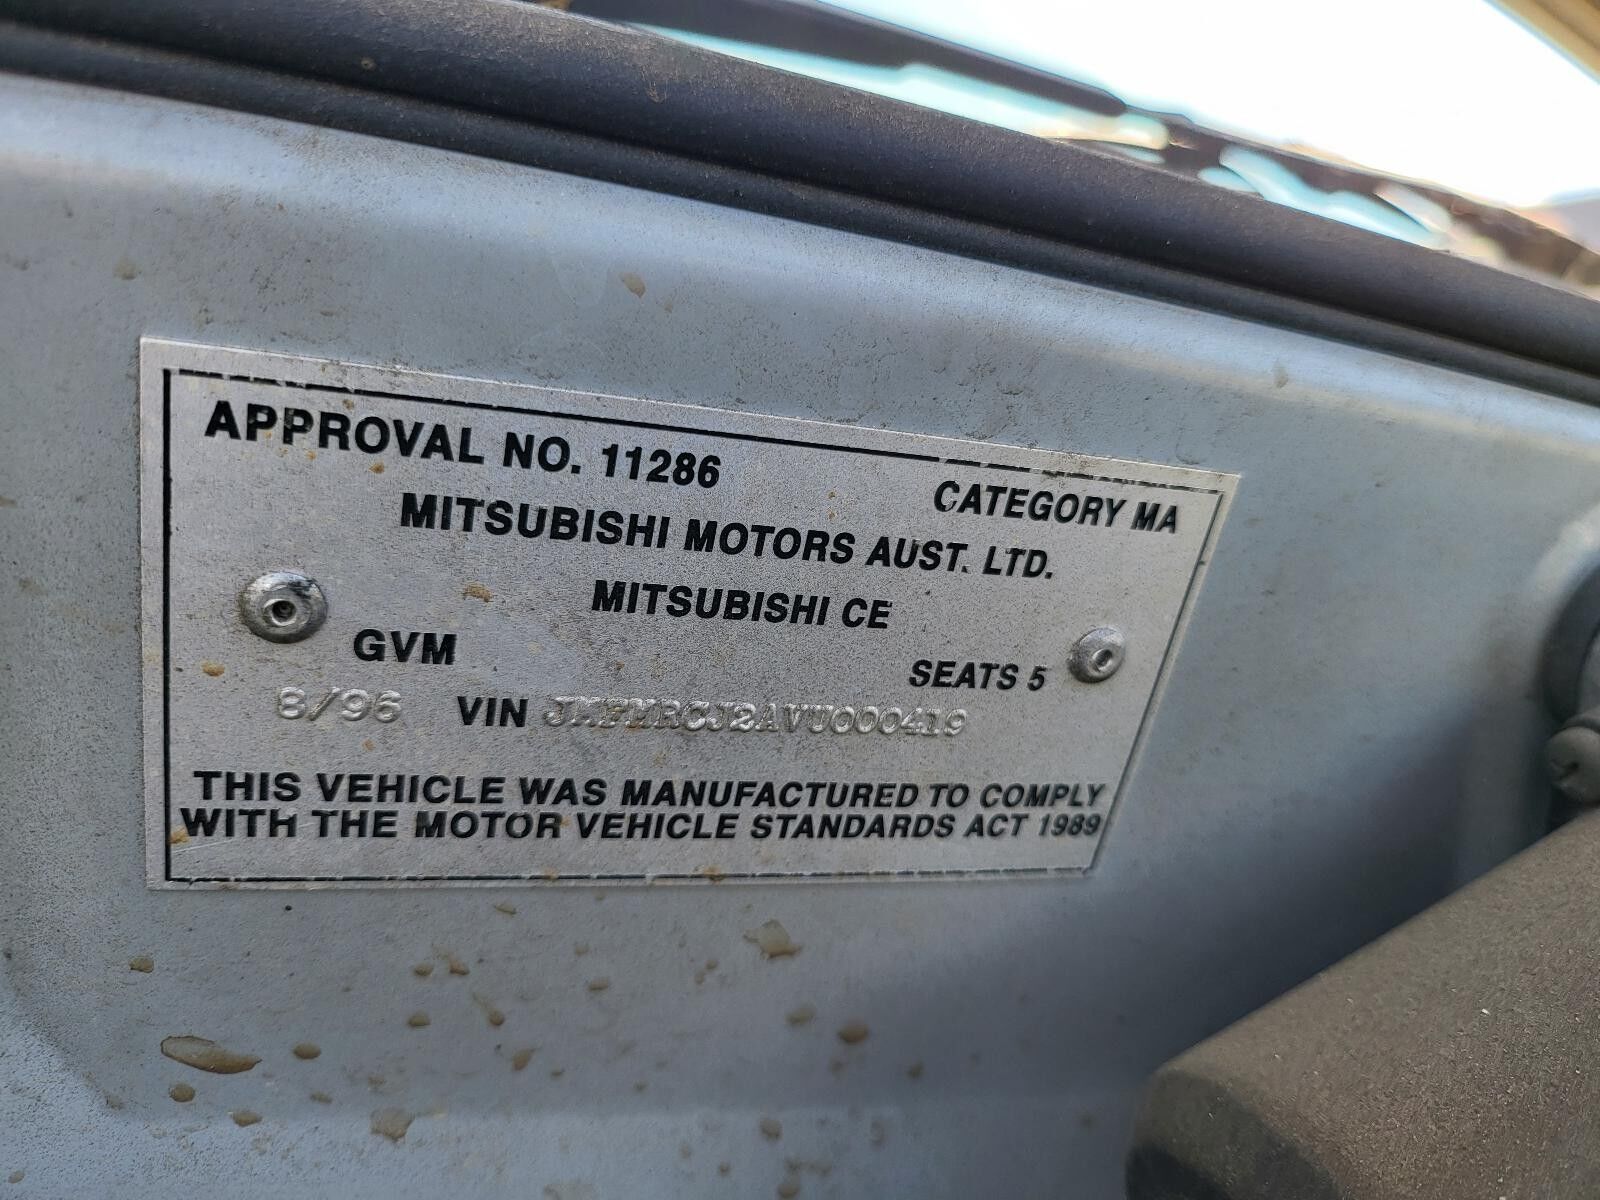 APPROVAL NO. 11286
CATEGORY MA
MITSUBISHI MOTORS AUST. LTD.
MITSUBISHI CE
GVM
SEATS 5
8/96 VIN JMFMRCJ2AVU000419
THIS VEHICLE WAS MANUFACTURED TO COMPLY
WITH THE MOTOR VEHICLE STANDARDS ACT 1989